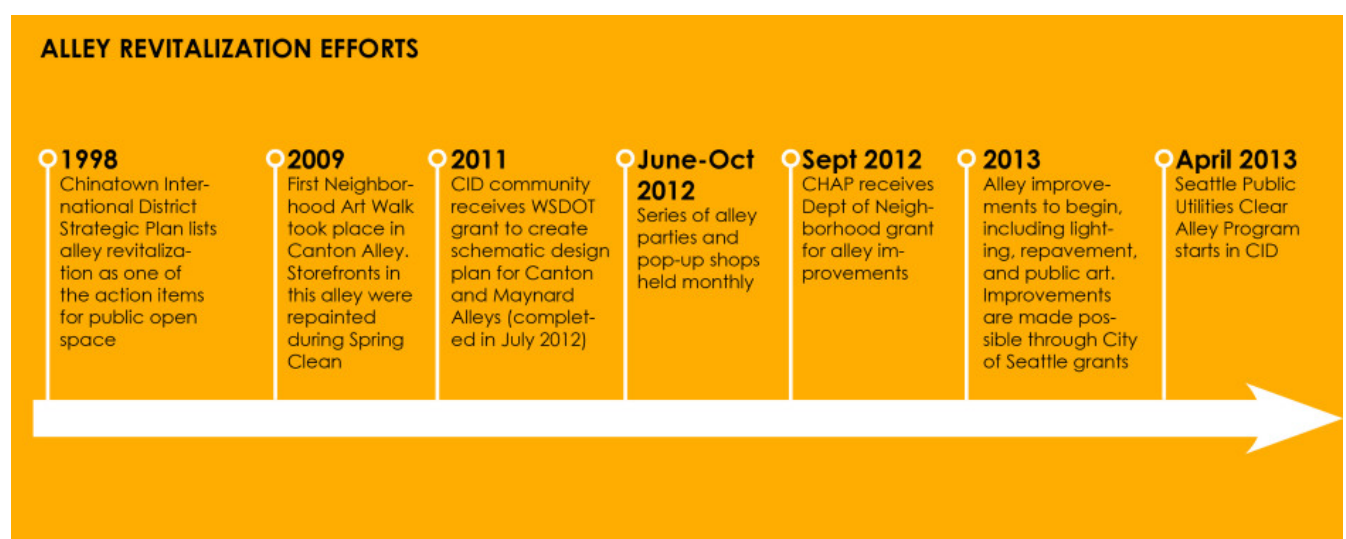 ALLEY REVITALIZATION EFFORTS
1998
Chinatown Inter-
national District
Strategic Plan lists
alley revitaliza-
tion as one of
the action items
for public open
space
2009
First Neighbor-
hood Art Walk
took place in
Canton Alley.
Storefronts in
this alley were
repainted
during Spring
Clean
2011
CID community
receives WSDOT
grant to create
schematic design
plan for Canton
and Maynard
Alleys (complet-
ed in July 2012)
June-Oct
2012
Series of alley
parties and
pop-up shops
held monthly
Sept 2012
CHAP receives
Dept of Neigh-
borhood grant
for alley im-
provements
2013
Alley improve-
ments to begin,
including light-
ing, repavement,
and public art.
Improvements
are made pos-
sible through City
of Seattle grants
April 2013
Seattle Public
Utilities Clear
Alley Program
starts in CID